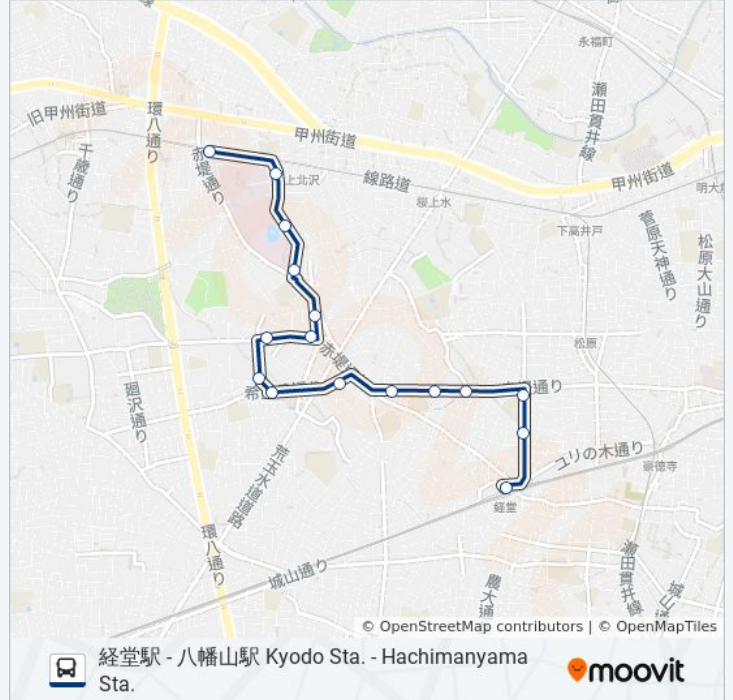 永福町
瀬田貫井線
旧甲州街道
環八通り
甲州街道
千歳通り
赤堤通り
上北沢
線路道
甲州街道
明大前
桜上水
下高井戸
菅原天神通り
松原大山通り
松原
赤堤
廻沢通り
通り
ユリの木通り
豪徳寺
荒玉水道道路
経堂
環八通り
城山通り
農大通
瀬田貫井線
城山通
© OpenStreetMap contributors | © OpenMapTiles
経堂駅 - 八幡山駅 Kyodo Sta. - Hachimanyama
Sta.
moovit